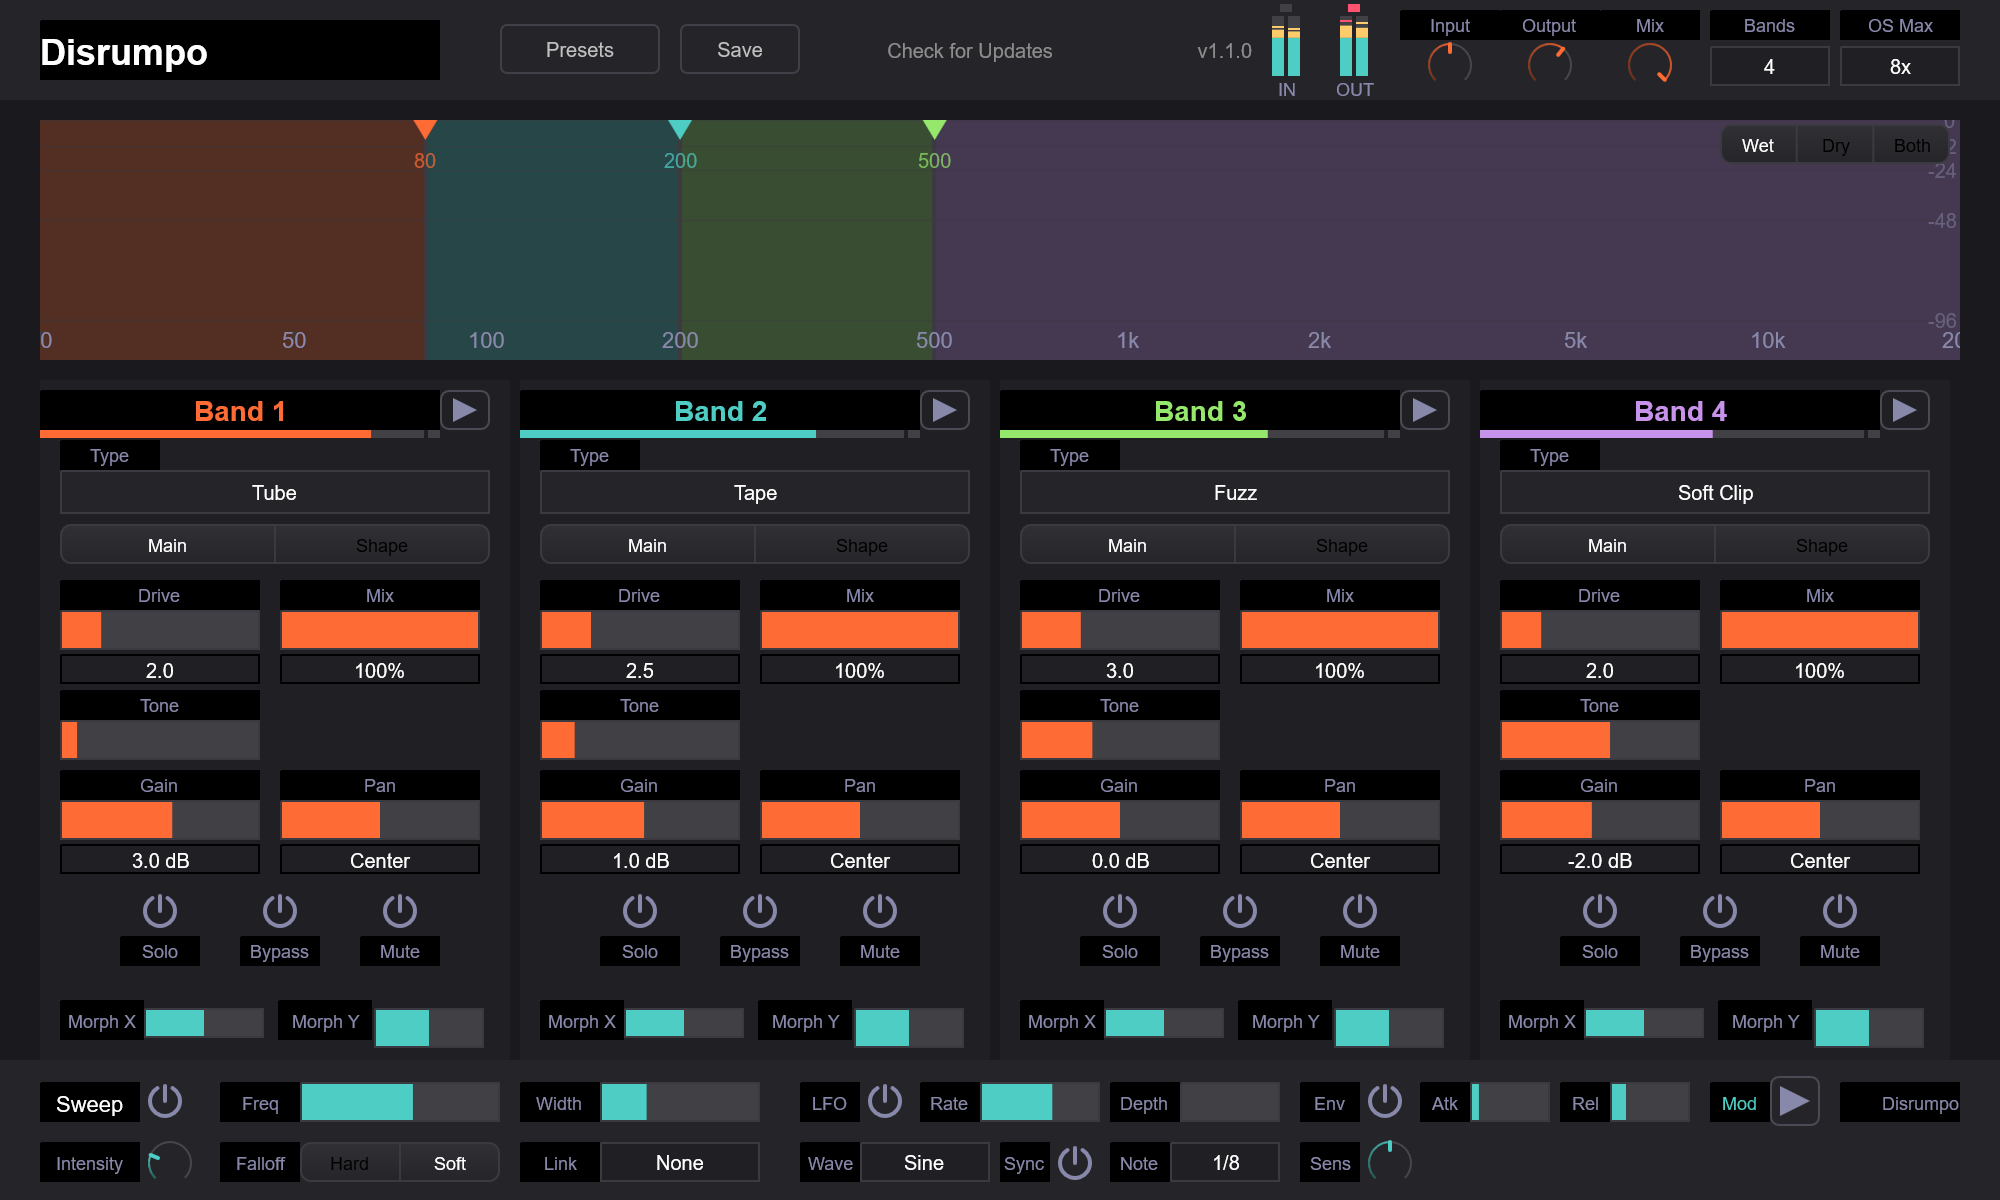 Disrumpo
Presets Save Check for Updates v1.1.0 IN OUT
Input Output Mix Bands OS Max
4 8x
80 200 500
Wet Dry Both
0
2
-24
-48
-96
0 50 100 200 500 1k 2k 5k 10k 20
Band 1 Band 2 Band 3 Band 4
Type Type Type Type
Tube Tape Fuzz Soft Clip
Main Shape Main Shape Main Shape Main Shape
Drive Mix Drive Mix Drive Mix Drive Mix
2.0 100% 2.5 100% 3.0 100% 2.0 100%
Tone Tone Tone Tone
Gain Pan Gain Pan Gain Pan Gain Pan
3.0 dB Center 1.0 dB Center 0.0 dB Center -2.0 dB Center
Solo Bypass Mute Solo Bypass Mute Solo Bypass Mute Solo Bypass Mute
Morph X Morph Y Morph X Morph Y Morph X Morph Y Morph X Morph Y
Sweep Freq Width LFO Rate Depth Env Atk Rel Mod Disrumpo
Intensity Falloff Hard Soft Link None Wave Sine Sync Note 1/8 Sens